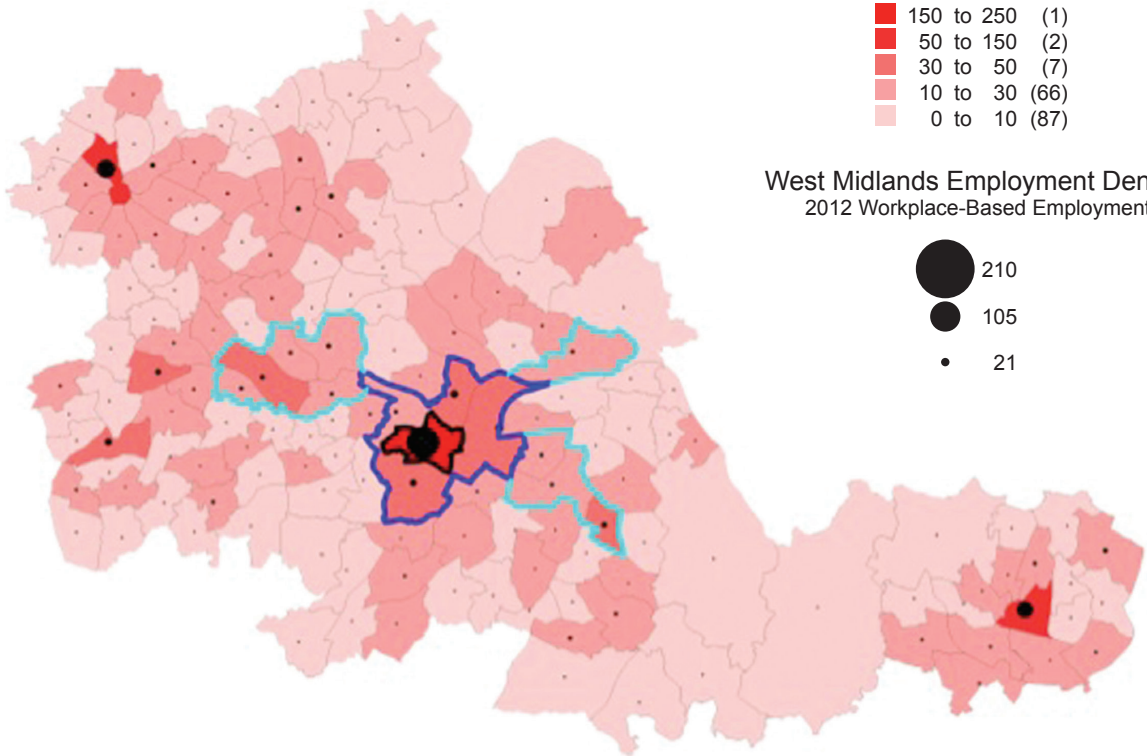 150 to 250 (1)
50 to 150 (2)
30 to 50 (7)
10 to 30 (66)
0 to 10 (87)
West Midlands Employment Den
2012 Workplace-Based Employment
210
105
21